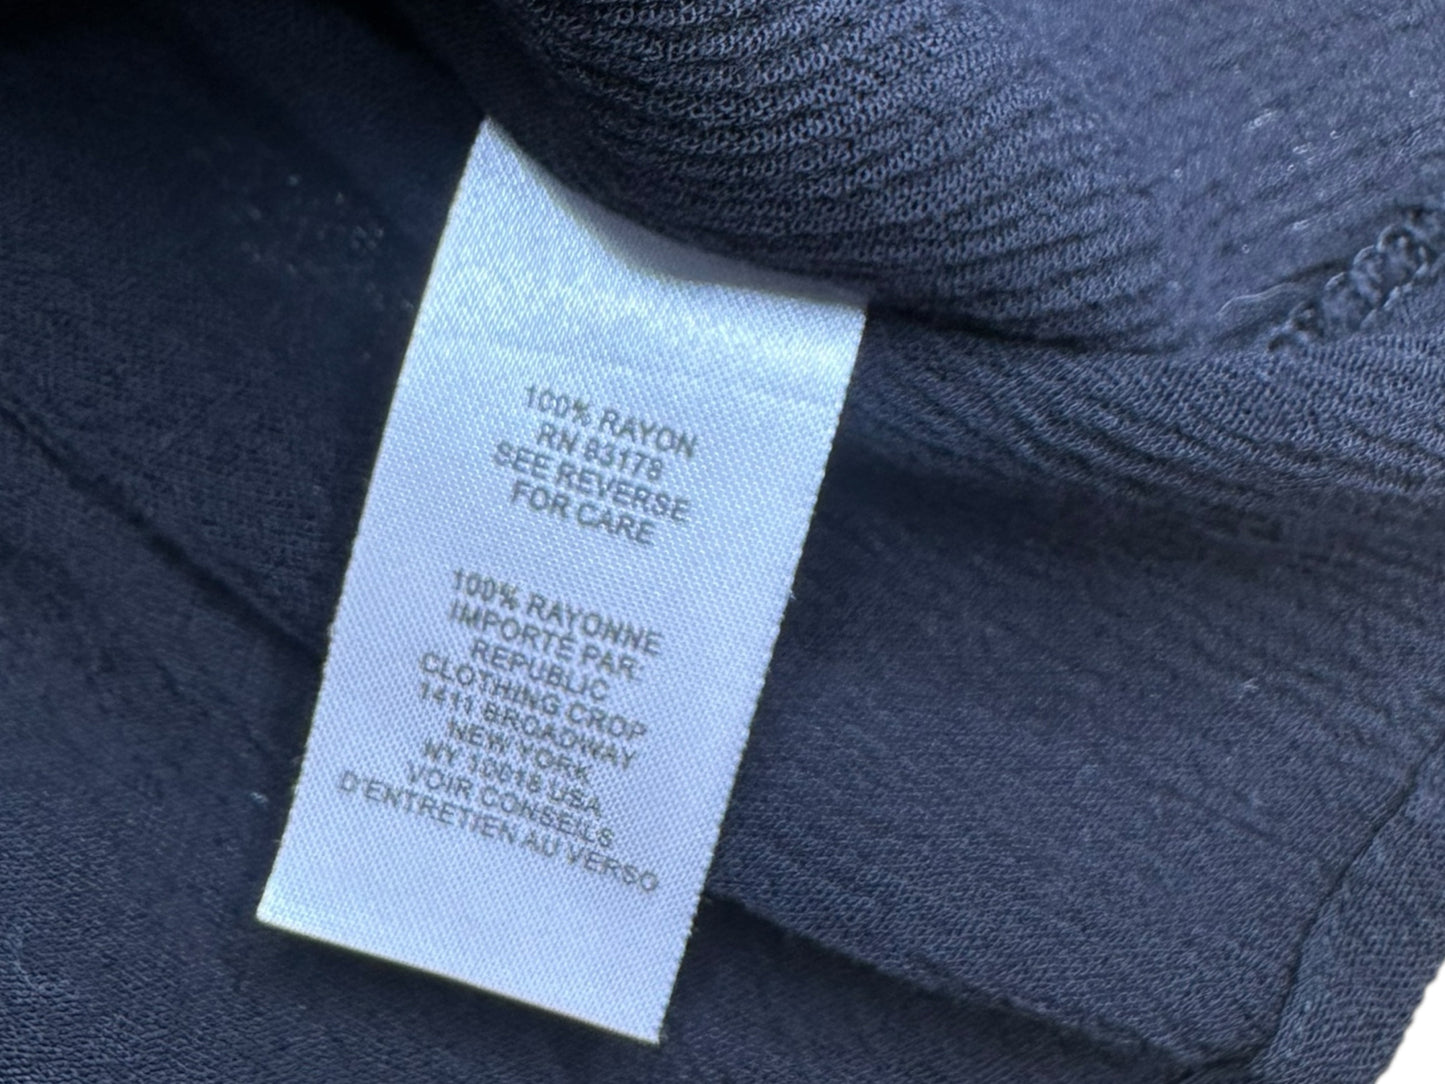 100% RAYON
RN 83178
SEE REVERSE
FOR CARE
100% RAYONNE
IMPORTÉ PAR:
REPUBLIC
CLOTHING CROP
1411 BROADWAY
NEW YORK
NY 10018 USA
VOIR CONSEILS
D'ENTRETIEN AU VERSO